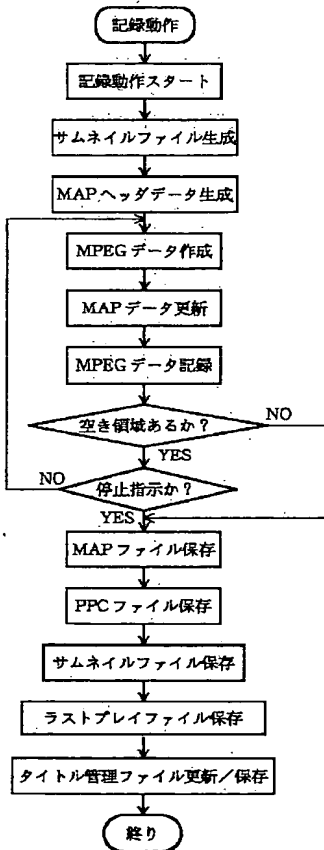 記録動作
記録動作スタート
サムネイルファイル生成
MAPヘッダデータ生成
MPEGデータ作成
MAPデータ更新
MPEGデータ記録
空き領域あるか?
NO
YES
停止指示か?
NO
YES
MAPファイル保存
PPCファイル保存
サムネイルファイル保存
ラストプレイファイル保存
タイトル管理ファイル更新/保存
終り